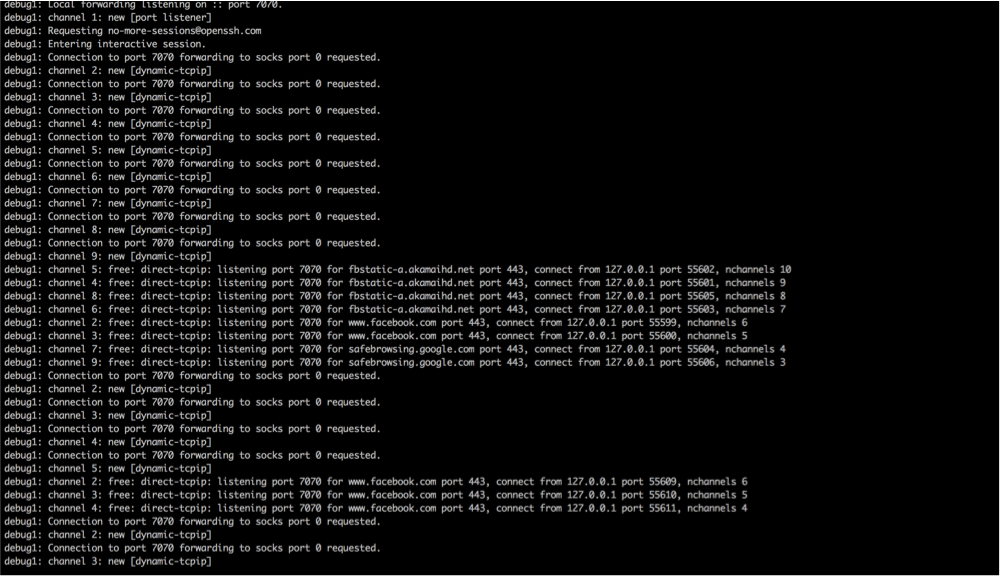 debug1: Local forwarding listening on :: port 7070.
debug1: channel 1: new [port listener]
debug1: Requesting no-more-sessions@openssh.com
debug1: Entering interactive session.
debug1: Connection to port 7070 forwarding to socks port 0 requested.
debug1: channel 2: new [dynamic-tcpip]
debug1: Connection to port 7070 forwarding to socks port 0 requested.
debug1: channel 3: new [dynamic-tcpip]
debug1: Connection to port 7070 forwarding to socks port 0 requested.
debug1: channel 4: new [dynamic-tcpip]
debug1: Connection to port 7070 forwarding to socks port 0 requested.
debug1: channel 5: new [dynamic-tcpip]
debug1: Connection to port 7070 forwarding to socks port 0 requested.
debug1: channel 6: new [dynamic-tcpip]
debug1: Connection to port 7070 forwarding to socks port 0 requested.
debug1: channel 7: new [dynamic-tcpip]
debug1: Connection to port 7070 forwarding to socks port 0 requested.
debug1: channel 8: new [dynamic-tcpip]
debug1: Connection to port 7070 forwarding to socks port 0 requested.
debug1: channel 9: new [dynamic-tcpip]
debug1: channel 5: free: direct-tcpip: listening port 7070 for fbstatic-a.akamaihd.net port 443, connect from 127.0.0.1 port 55602, nchannels 10
debug1: channel 4: free: direct-tcpip: listening port 7070 for fbstatic-a.akamaihd.net port 443, connect from 127.0.0.1 port 55601, nchannels 9
debug1: channel 8: free: direct-tcpip: listening port 7070 for fbstatic-a.akamaihd.net port 443, connect from 127.0.0.1 port 55605, nchannels 8
debug1: channel 6: free: direct-tcpip: listening port 7070 for fbstatic-a.akamaihd.net port 443, connect from 127.0.0.1 port 55603, nchannels 7
debug1: channel 2: free: direct-tcpip: listening port 7070 for www.facebook.com port 443, connect from 127.0.0.1 port 55599, nchannels 6
debug1: channel 3: free: direct-tcpip: listening port 7070 for www.facebook.com port 443, connect from 127.0.0.1 port 55600, nchannels 5
debug1: channel 7: free: direct-tcpip: listening port 7070 for safebrowsing.google.com port 443, connect from 127.0.0.1 port 55604, nchannels 4
debug1: channel 9: free: direct-tcpip: listening port 7070 for safebrowsing.google.com port 443, connect from 127.0.0.1 port 55606, nchannels 3
debug1: Connection to port 7070 forwarding to socks port 0 requested.
debug1: channel 2: new [dynamic-tcpip]
debug1: Connection to port 7070 forwarding to socks port 0 requested.
debug1: channel 3: new [dynamic-tcpip]
debug1: Connection to port 7070 forwarding to socks port 0 requested.
debug1: channel 4: new [dynamic-tcpip]
debug1: Connection to port 7070 forwarding to socks port 0 requested.
debug1: channel 5: new [dynamic-tcpip]
debug1: channel 2: free: direct-tcpip: listening port 7070 for www.facebook.com port 443, connect from 127.0.0.1 port 55609, nchannels 6
debug1: channel 3: free: direct-tcpip: listening port 7070 for www.facebook.com port 443, connect from 127.0.0.1 port 55610, nchannels 5
debug1: channel 4: free: direct-tcpip: listening port 7070 for www.facebook.com port 443, connect from 127.0.0.1 port 55611, nchannels 4
debug1: Connection to port 7070 forwarding to socks port 0 requested.
debug1: channel 2: new [dynamic-tcpip]
debug1: Connection to port 7070 forwarding to socks port 0 requested.
debug1: channel 3: new [dynamic-tcpip]